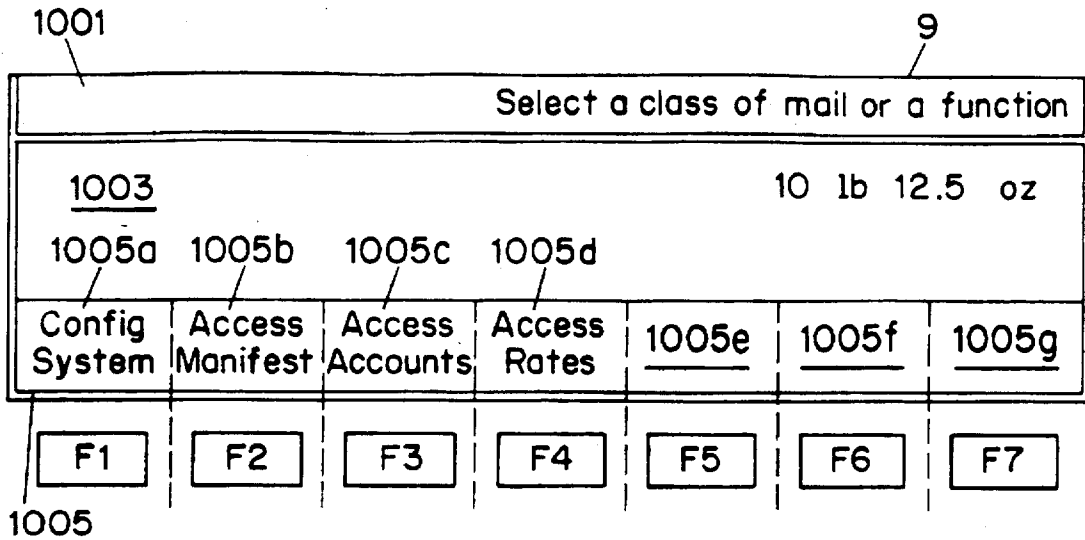 1001 9
Select a class of mail or a function
1003 10 lb 12.5 oz
1005a 1005b 1005c 1005d
Config Access Access Access 1005e 1005f 1005g
System Manifest Accounts Rates
F1 F2 F3 F4 F5 F6 F7
1005